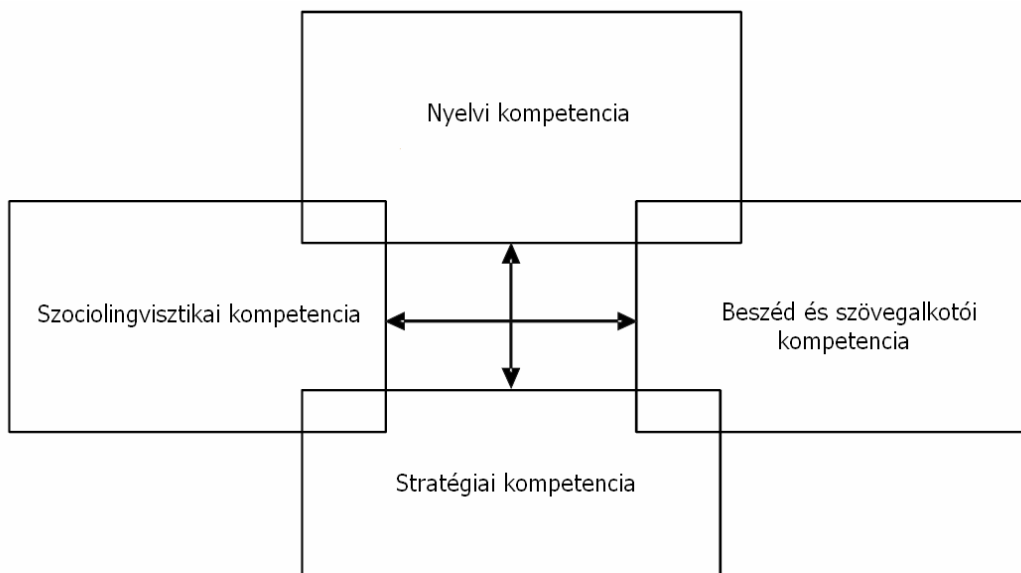 Nyelvi kompetencia
Szociolingvisztikai kompetencia
Beszéd és szövegalkotói
kompetencia
Stratégiai kompetencia